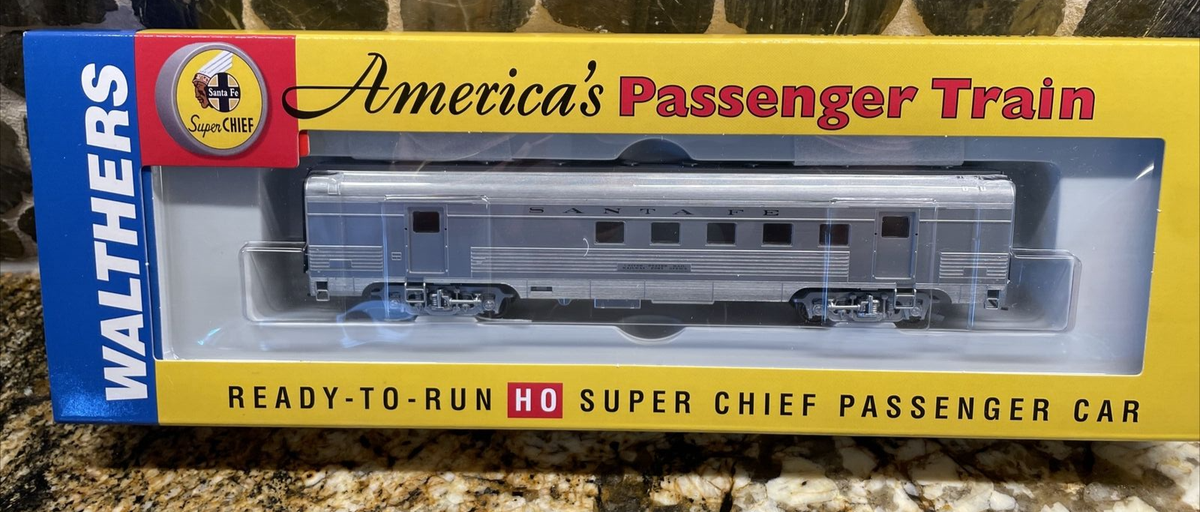 WALTHERS
Santa Fe
Super CHIEF
America's Passenger Train
SANTA FE
READY-TO-RUN HO SUPER CHIEF PASSENGER CAR